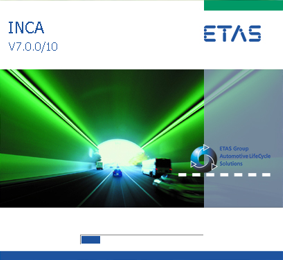 INCA
V7.0.0/10
ETAS
ETAS Group
Automotive LifeCycle
Solutions